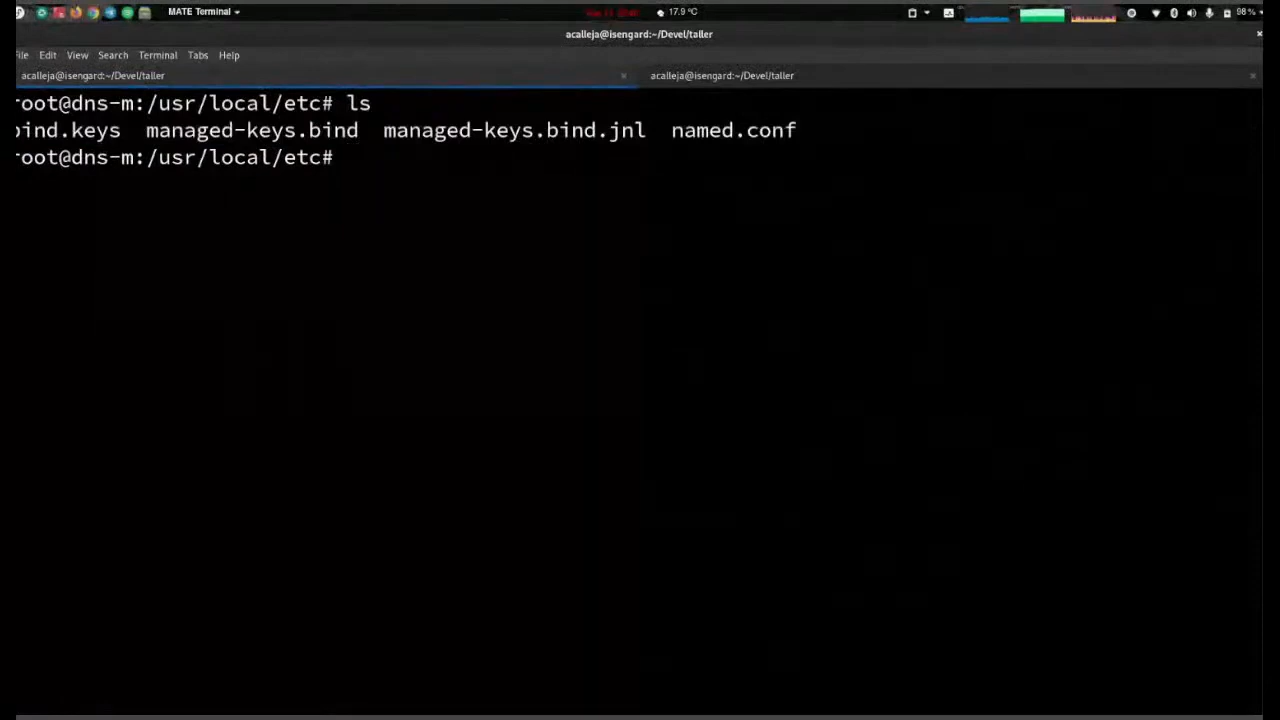 MATE Terminal
17.9 ºC
98 %
acalleja@isengard:~/Devel/taller
File Edit View Search Terminal Tabs Help
acalleja@isengard:~/Devel/taller
acalleja@isengard:~/Devel/taller
root@dns-m:/usr/local/etc# ls
bind.keys managed-keys.bind managed-keys.bind.jnl named.conf
root@dns-m:/usr/local/etc#